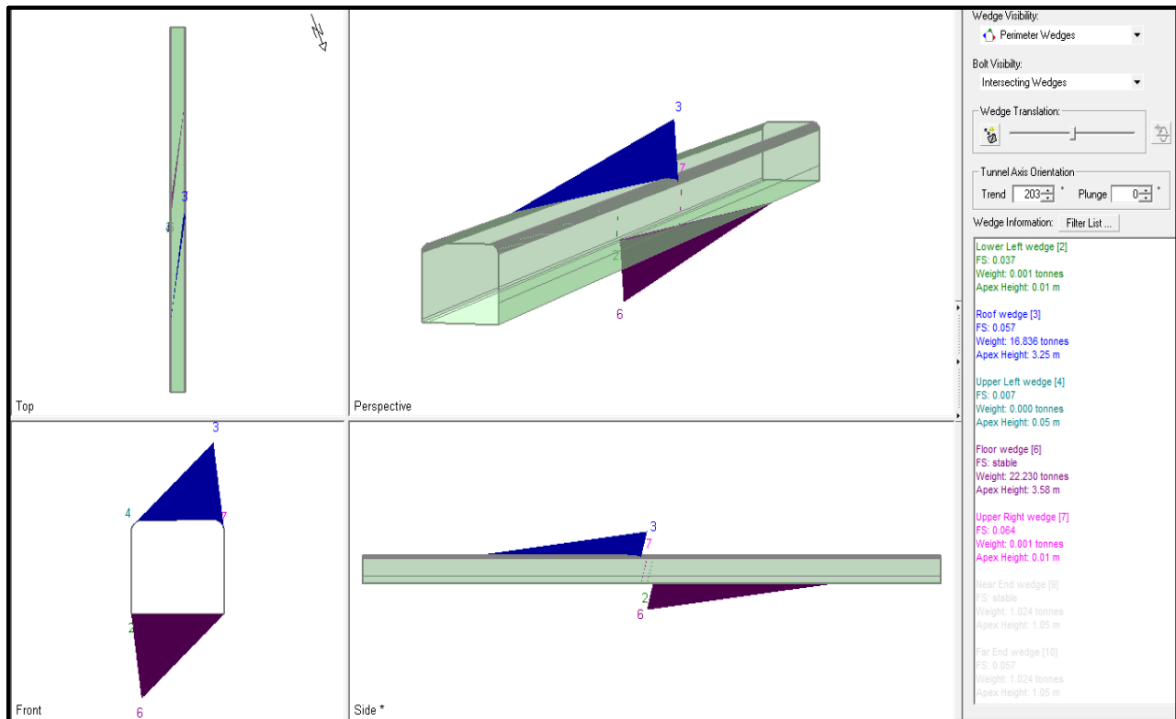 N
3
Top
3
7
2
6
Perspective
3
4
7
2
6
Front
3
7
2
6
Side *
Wedge Visibility:
Perimeter Wedges
Bolt Visibilty:
Intersecting Wedges
Wedge Translation:
Tunnel Axis Orientation
Trend 203 ° Plunge 0 °
Wedge Information: Filter List ...
Lower Left wedge [2]
FS: 0.037
Weight: 0.001 tonnes
Apex Height: 0.01 m
Roof wedge [3]
FS: 0.057
Weight: 16.836 tonnes
Apex Height: 3.25 m
Upper Left wedge [4]
FS: 0.007
Weight: 0.000 tonnes
Apex Height: 0.05 m
Floor wedge [6]
FS: stable
Weight: 22.230 tonnes
Apex Height: 3.58 m
Upper Right wedge [7]
FS: 0.064
Weight: 0.001 tonnes
Apex Height: 0.01 m
Near End wedge [9]
FS: stable
Weight: 1.024 tonnes
Apex Height: 1.05 m
Far End wedge [10]
FS: 0.057
Weight: 1.024 tonnes
Apex Height: 1.05 m